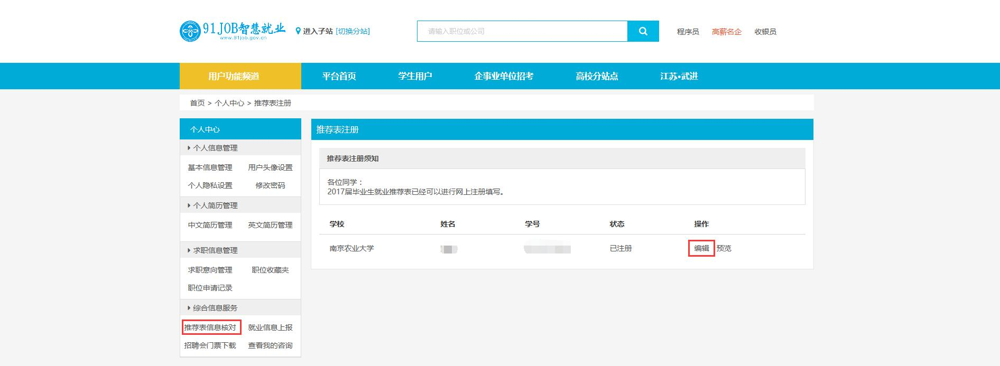 91JOB智慧就业
www.91job.gov.cn
进入子站 [切换分站]
请输入职位或公司
程序员 高薪名企 收银员
用户功能频道 平台首页 学生用户 企事业单位招考 高校分站点 江苏•武进
首页 > 个人中心 > 推荐表注册
个人中心
个人信息管理
基本信息管理 用户头像设置
个人隐私设置 修改密码
个人简历管理
中文简历管理 英文简历管理
求职信息管理
求职意向管理 职位收藏夹
职位申请记录
综合信息服务
推荐表信息核对 就业信息上报
招聘会门票下载 查看我的咨询
推荐表注册
推荐表注册须知
各位同学：
2017届毕业生就业推荐表已经可以进行网上注册填写。
学校 姓名 学号 状态 操作
南京农业大学 已注册 编辑 预览